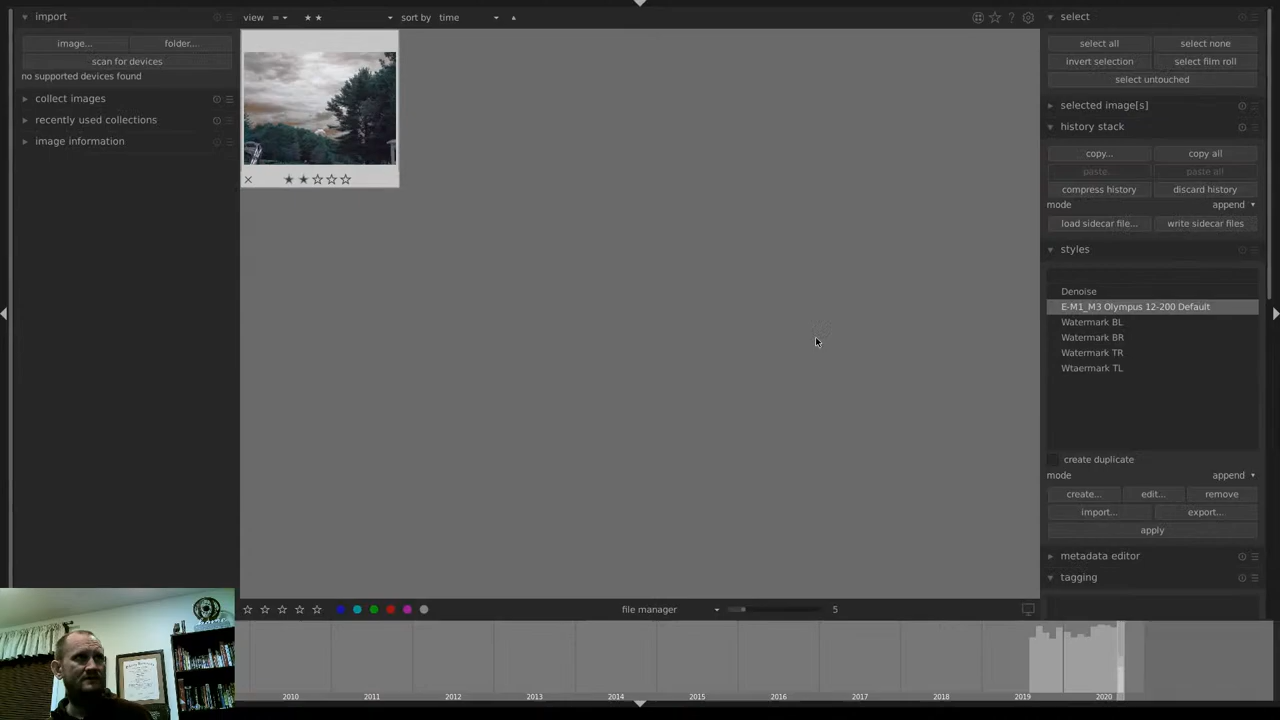 import
view = ★ ★ sort by time
select
image... folder....
scan for devices
no supported devices found
collect images
recently used collections
image information
select all select none
invert selection select film roll
select untouched
selected image[s]
history stack
copy... copy all
paste... paste all
compress history discard history
mode append
load sidecar file... write sidecar files
styles
Denoise
E-M1_M3 Olympus 12-200 Default
Watermark BL
Watermark BR
Watermark TR
Wtaermark TL
create duplicate
mode append
create... edit... remove
import... export...
apply
metadata editor
tagging
file manager 5
2010 2011 2012 2013 2014 2015 2016 2017 2018 2019 2020